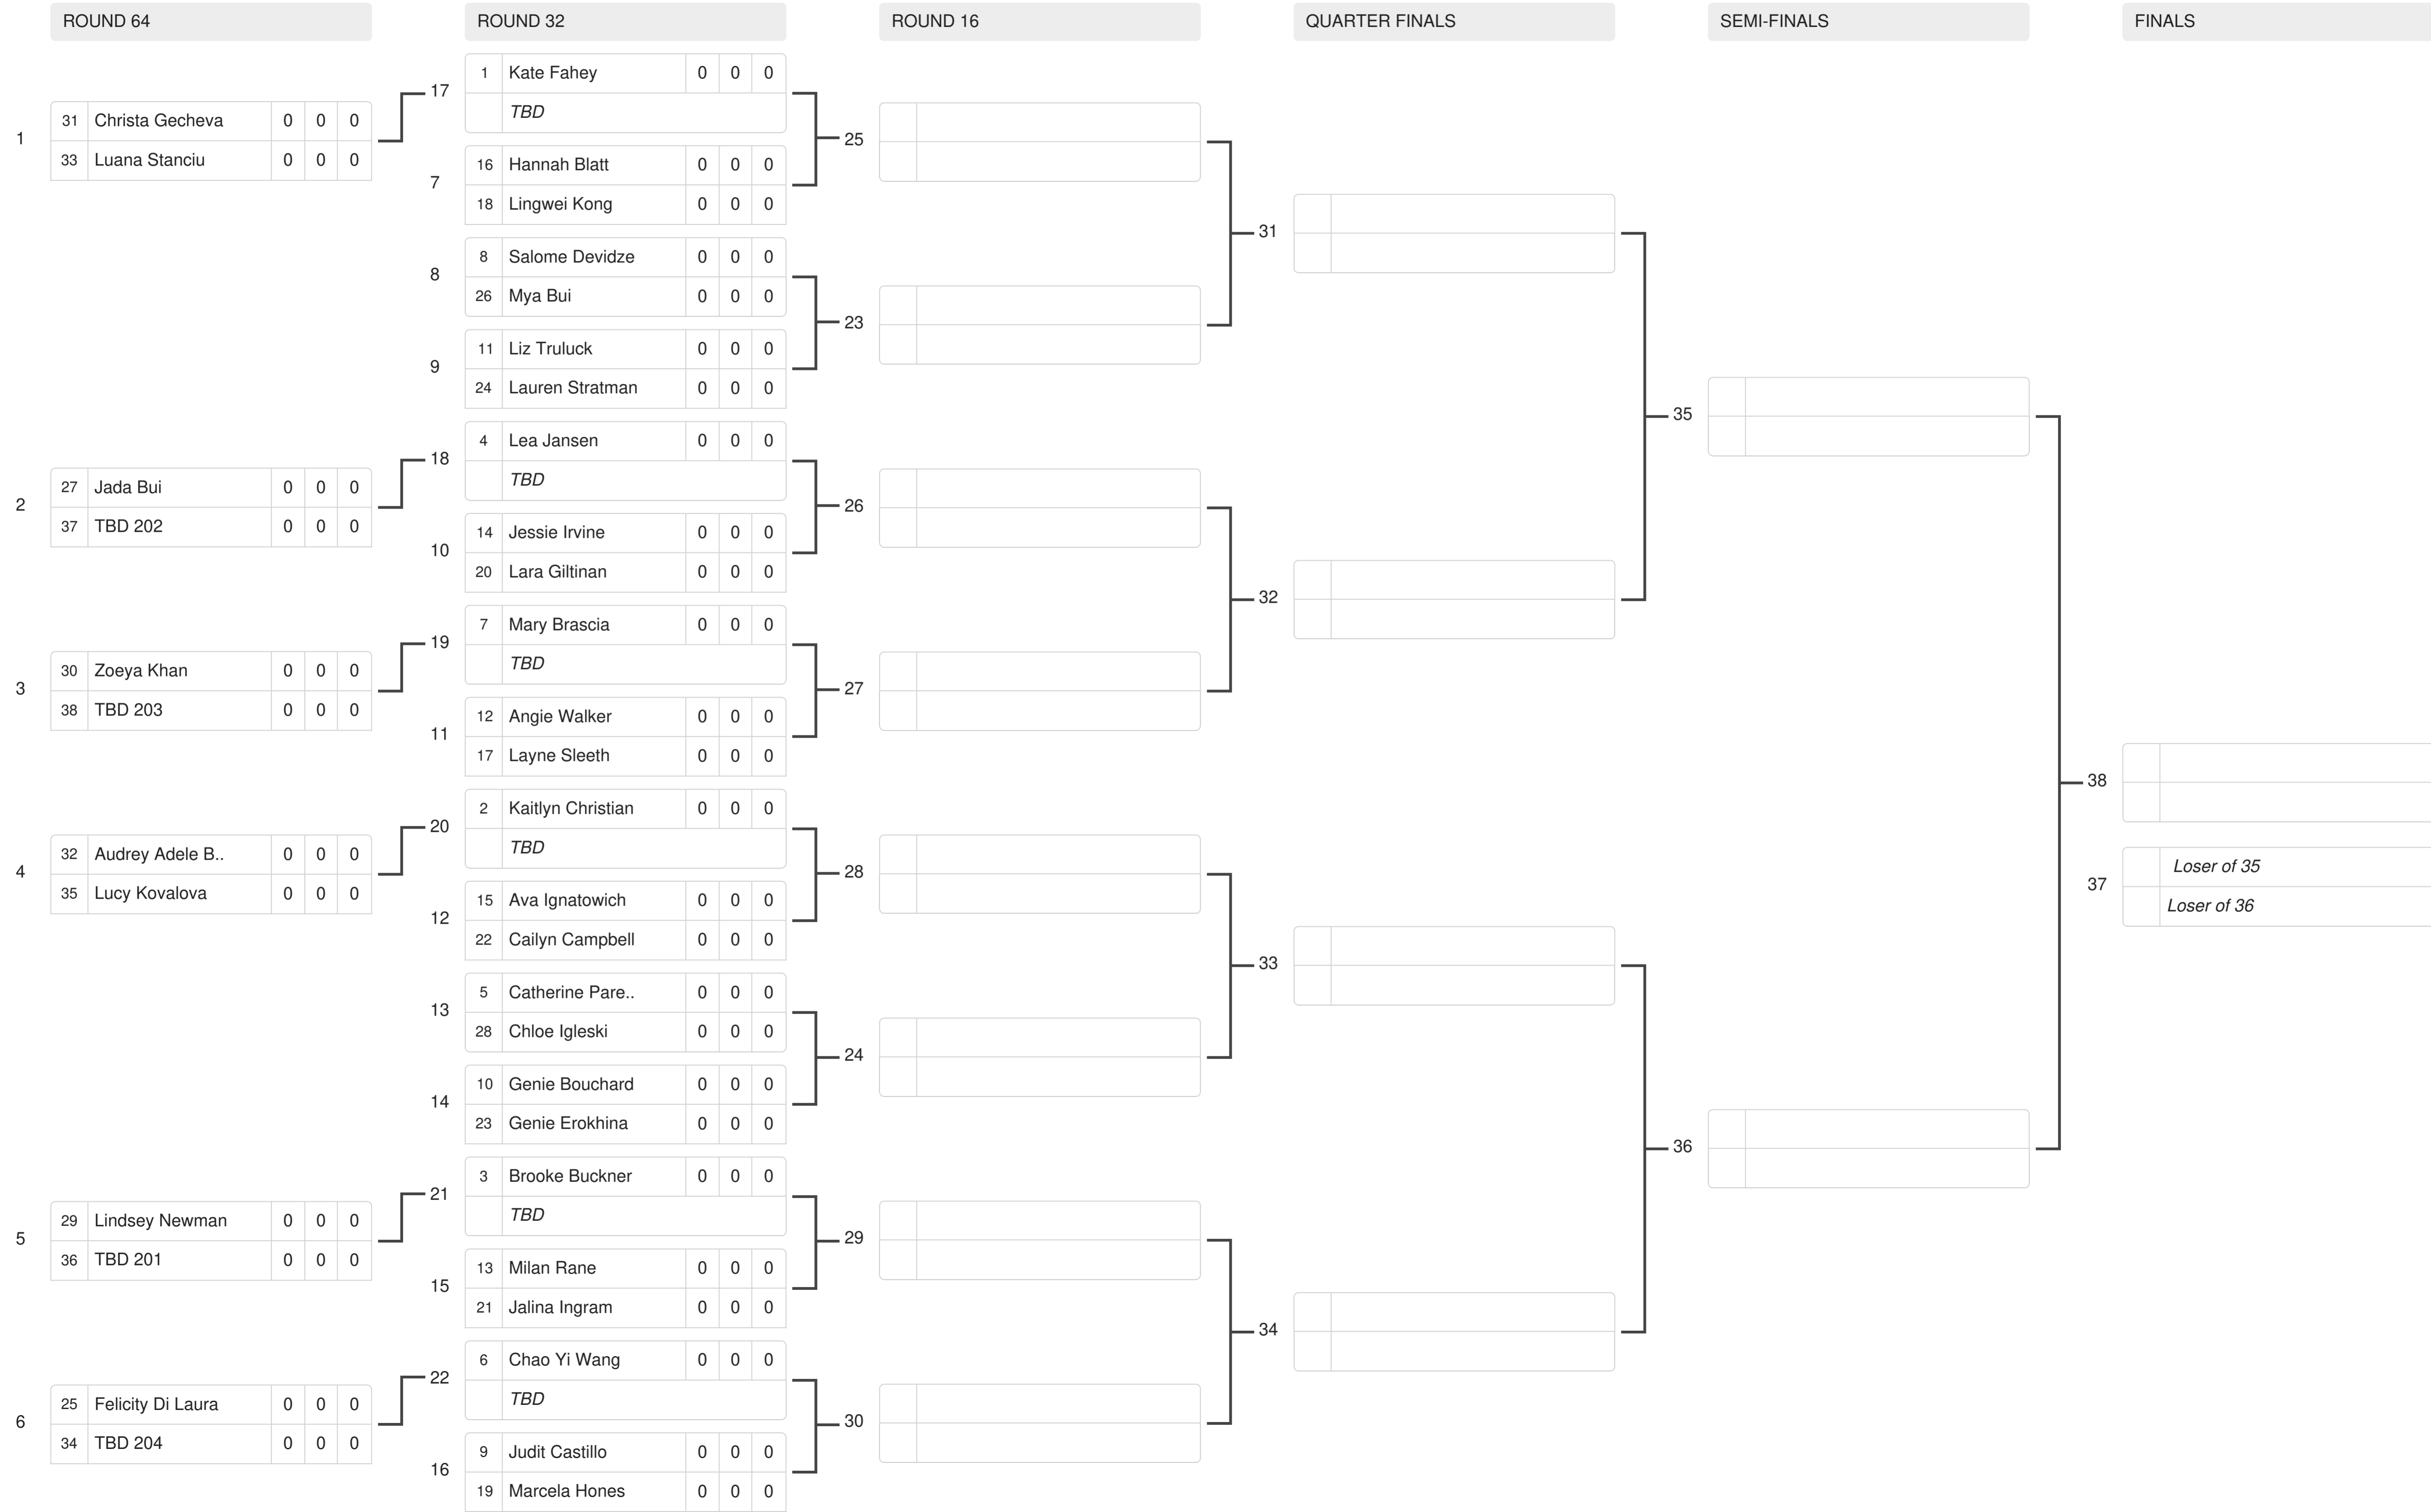 ROUND 64
ROUND 32
ROUND 16
QUARTER FINALS
SEMI-FINALS
FINALS
1
31 Christa Gecheva 0 0 0
33 Luana Stanciu 0 0 0
2
27 Jada Bui 0 0 0
37 TBD 202 0 0 0
3
30 Zoeya Khan 0 0 0
38 TBD 203 0 0 0
4
32 Audrey Adele B.. 0 0 0
35 Lucy Kovalova 0 0 0
5
29 Lindsey Newman 0 0 0
36 TBD 201 0 0 0
6
25 Felicity Di Laura 0 0 0
34 TBD 204 0 0 0
17
1 Kate Fahey 0 0 0
TBD
7
16 Hannah Blatt 0 0 0
18 Lingwei Kong 0 0 0
8
8 Salome Devidze 0 0 0
26 Mya Bui 0 0 0
9
11 Liz Truluck 0 0 0
24 Lauren Stratman 0 0 0
18
4 Lea Jansen 0 0 0
TBD
10
14 Jessie Irvine 0 0 0
20 Lara Giltinan 0 0 0
19
7 Mary Brascia 0 0 0
TBD
11
12 Angie Walker 0 0 0
17 Layne Sleeth 0 0 0
20
2 Kaitlyn Christian 0 0 0
TBD
12
15 Ava Ignatowich 0 0 0
22 Cailyn Campbell 0 0 0
13
5 Catherine Pare.. 0 0 0
28 Chloe Igleski 0 0 0
14
10 Genie Bouchard 0 0 0
23 Genie Erokhina 0 0 0
21
3 Brooke Buckner 0 0 0
TBD
15
13 Milan Rane 0 0 0
21 Jalina Ingram 0 0 0
22
6 Chao Yi Wang 0 0 0
TBD
16
9 Judit Castillo 0 0 0
19 Marcela Hones 0 0 0
25
23
26
27
28
24
29
30
31
32
33
34
35
36
38
37
Loser of 35
Loser of 36